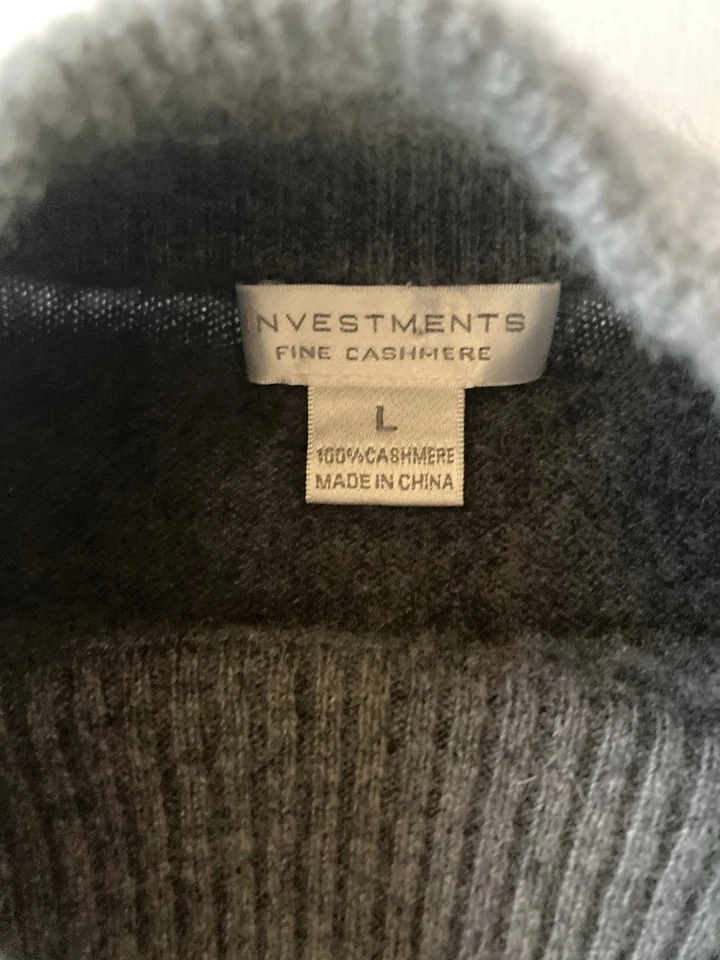 NVESTMENTS
FINE CASHMERE
L
100%CASHMERE
MADE IN CHINA